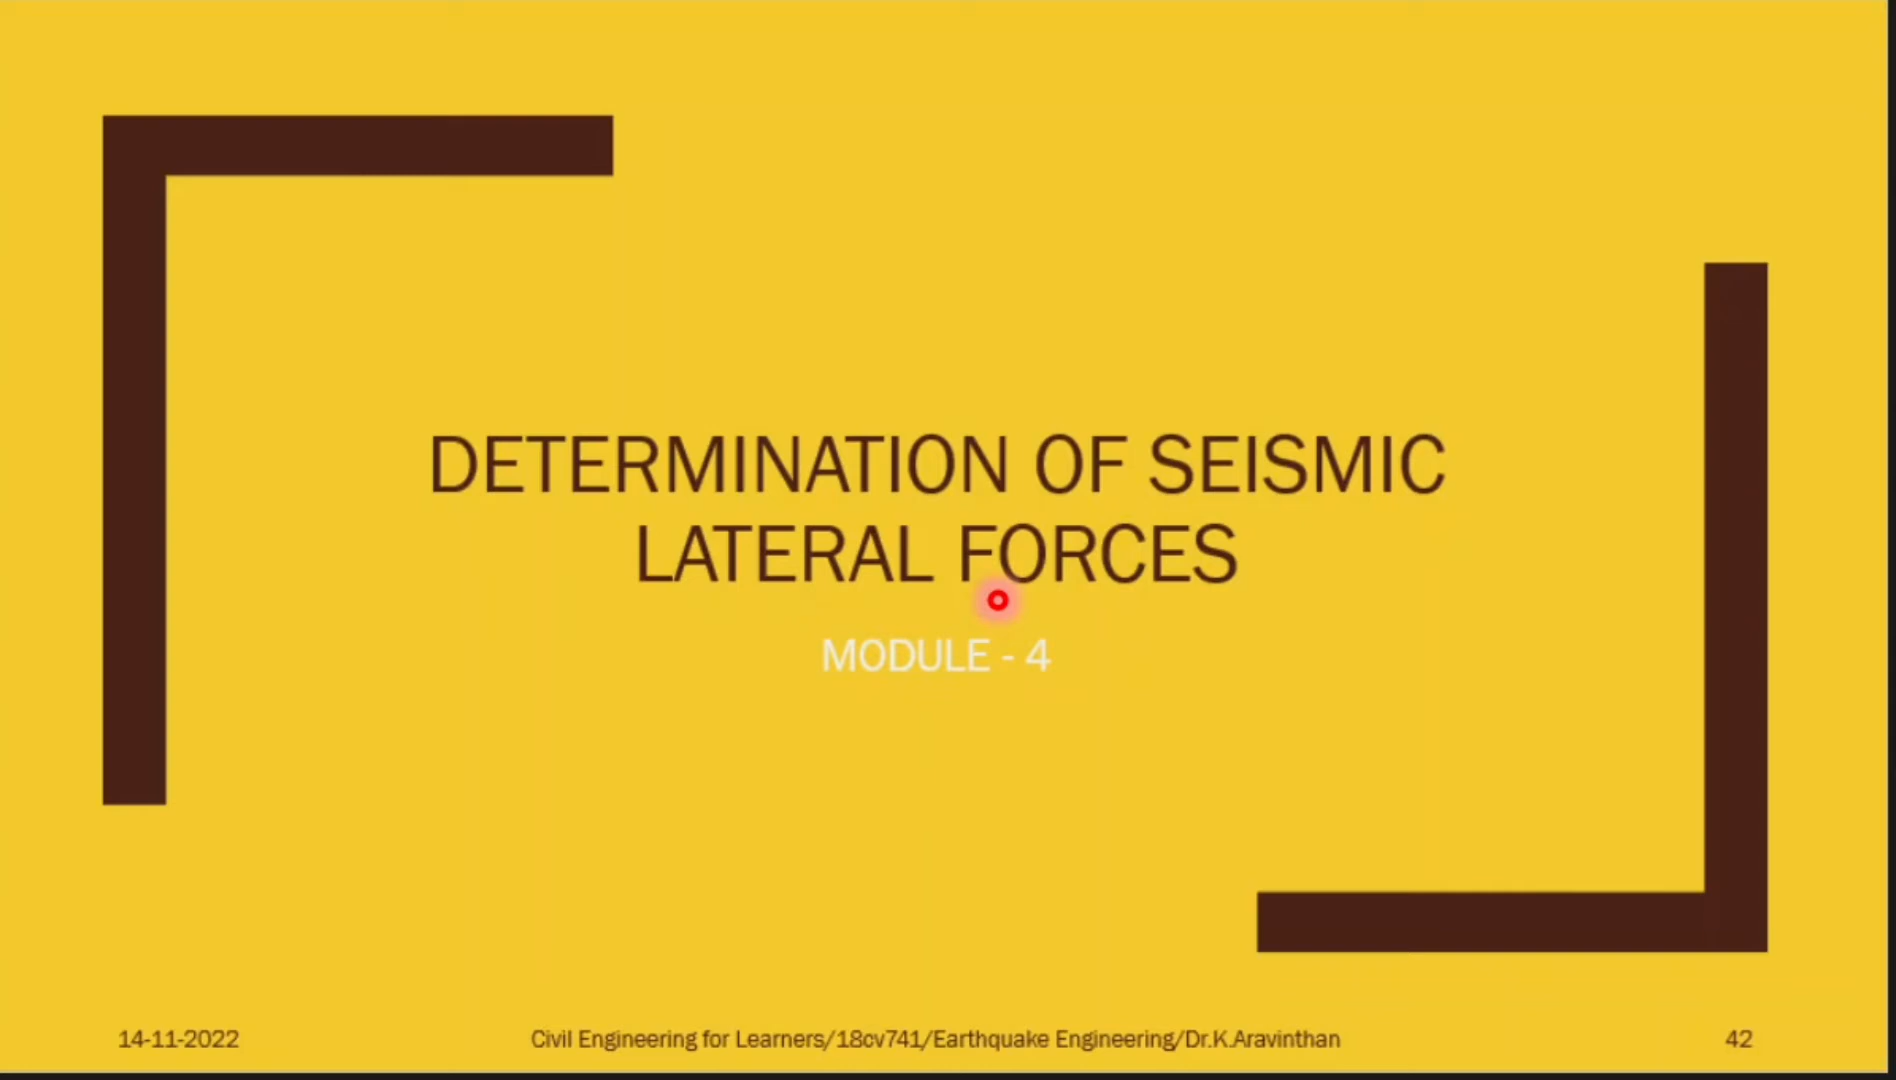 DETERMINATION OF SEISMIC
LATERAL FORCES
MODULE - 4
14-11-2022
Civil Engineering for Learners/18cv741/Earthquake Engineering/Dr.K.Aravinthan
42